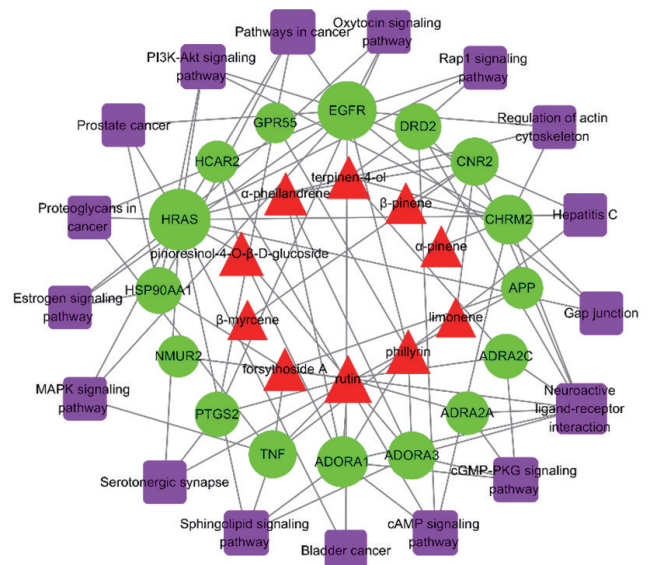 Oxytocin signaling
pathway
Pathways in cancer
PI3K-Akt signaling
pathway
Rap1 signaling
pathway
EGFR
GPR55
DRD2
Prostate cancer
Regulation of actin
cytoskeleton
HCAR2
CNR2
terpinen-4-ol
α-phellandrene
β-pinene
Proteoglycans in
cancer
HRAS
CHRM2
Hepatitis C
α-pinene
pinoresinol-4-O-β-D-glucoside
Estrogen signaling
pathway
HSP90AA1
APP
Gap junction
β-myrcene
limonene
NMUR2
phillyrin
ADRA2C
forsythoside A
rutin
MAPK signaling
pathway
Neuroactive
ligand-receptor
interaction
PTGS2
ADRA2A
TNF
ADORA1
ADORA3
Serotonergic synapse
cGMP-PKG signaling
pathway
Sphingolipid signaling
pathway
cAMP signaling
pathway
Bladder cancer